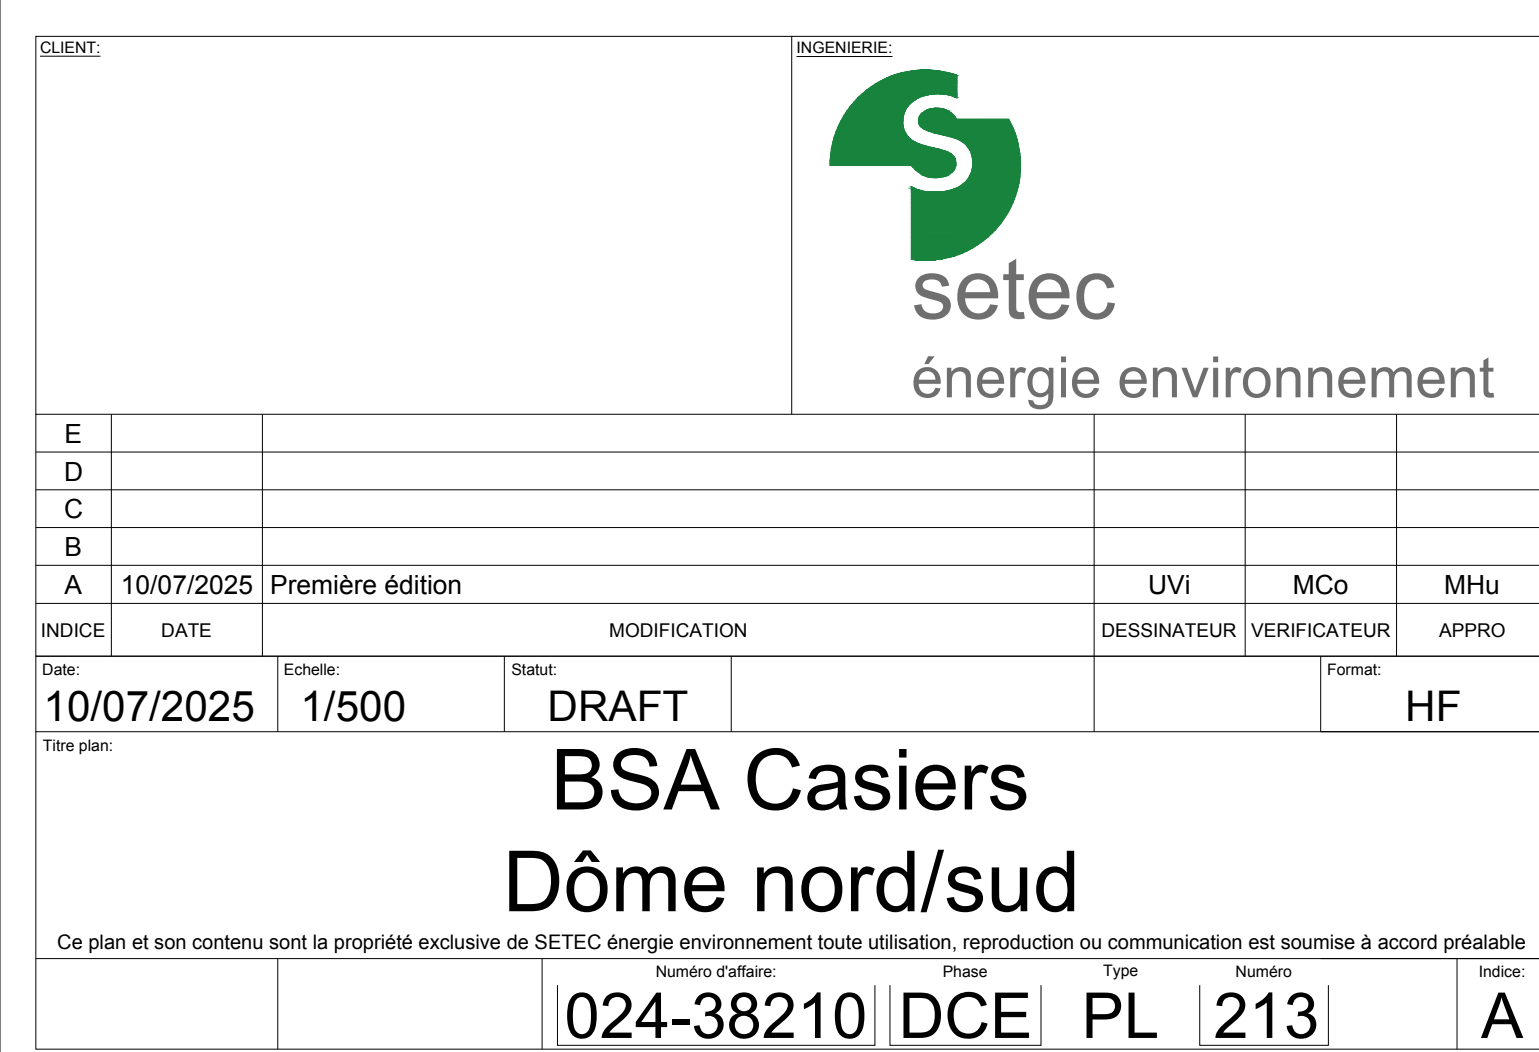 CLIENT:
INGENIERIE:
S
setec
énergie environnement
E
D
C
B
A 10/07/2025 Première édition UVi MCo MHu
INDICE DATE MODIFICATION DESSINATEUR VERIFICATEUR APPRO
Date: Echelle: Statut: Format:
10/07/2025 1/500 DRAFT HF
Titre plan:
BSA Casiers
Dôme nord/sud
Ce plan et son contenu sont la propriété exclusive de SETEC énergie environnement toute utilisation, reproduction ou communication est soumise à accord préalable
Numéro d'affaire: Phase Type Numéro Indice:
024-38210 DCE PL 213 A